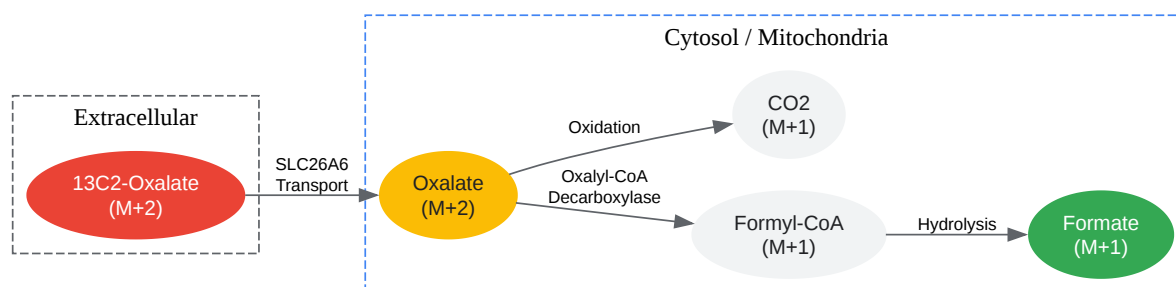 Cytosol / Mitochondria
Extracellular
13C2-Oxalate
(M+2)
SLC26A6
Transport
Oxalate
(M+2)
Oxidation
CO2
(M+1)
Oxalyl-CoA
Decarboxylase
Formyl-CoA
(M+1)
Hydrolysis
Formate
(M+1)